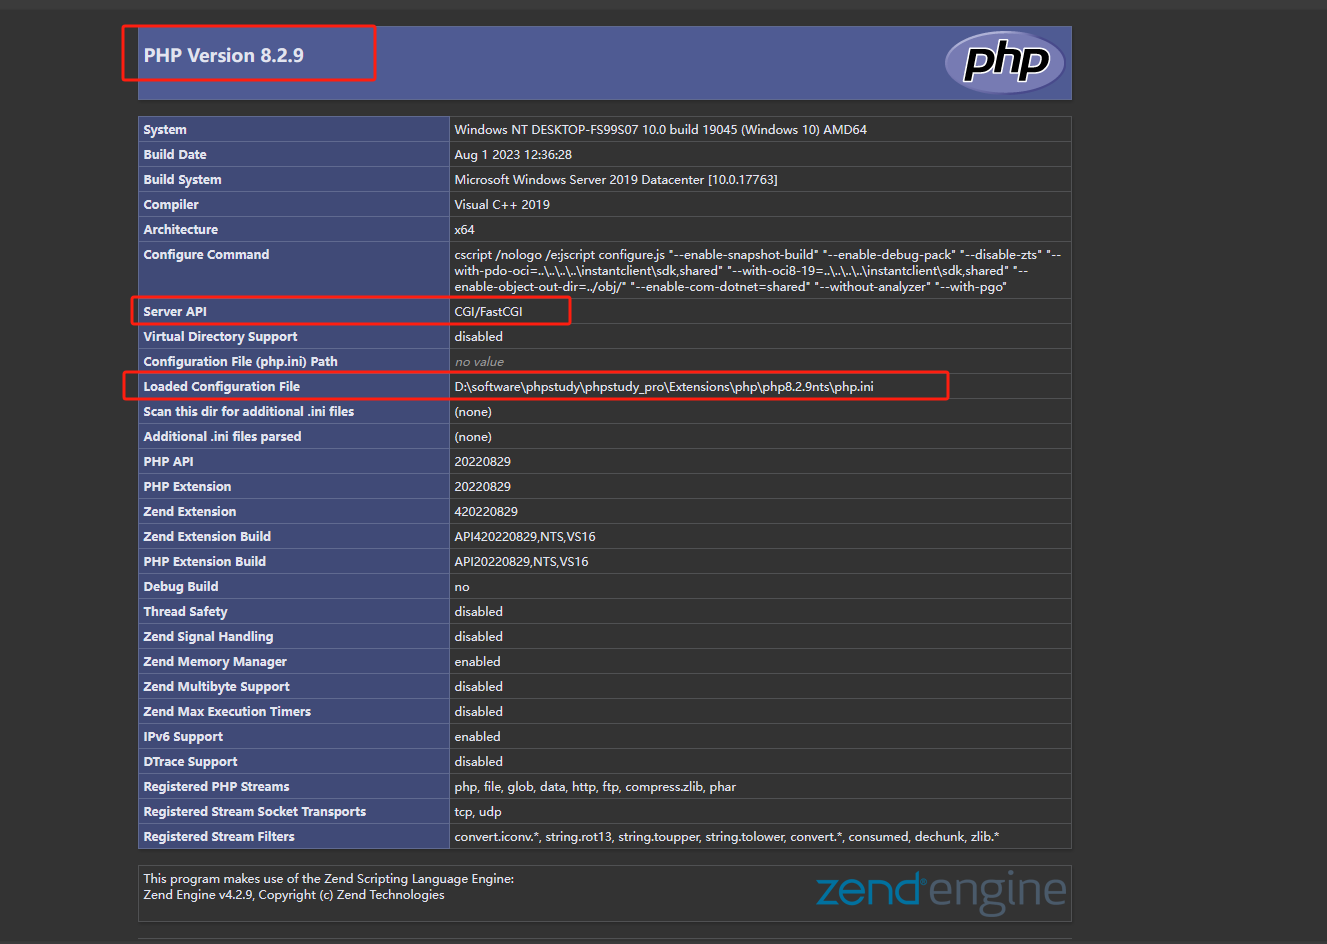 PHP Version 8.2.9
php
System Windows NT DESKTOP-FS99S07 10.0 build 19045 (Windows 10) AMD64
Build Date Aug 1 2023 12:36:28
Build System Microsoft Windows Server 2019 Datacenter [10.0.17763]
Compiler Visual C++ 2019
Architecture x64
Configure Command cscript /nologo /e:jscript configure.js "--enable-snapshot-build" "--enable-debug-pack" "--disable-zts" "--
with-pdo-oci=..\..\..\..\instantclient\sdk,shared" "--with-oci8-19=..\..\..\..\instantclient\sdk,shared" "--
enable-object-out-dir=../obj/" "--enable-com-dotnet=shared" "--without-analyzer" "--with-pgo"
Server API CGI/FastCGI
Virtual Directory Support disabled
Configuration File (php.ini) Path no value
Loaded Configuration File D:\software\phpstudy\phpstudy_pro\Extensions\php\php8.2.9nts\php.ini
Scan this dir for additional .ini files (none)
Additional .ini files parsed (none)
PHP API 20220829
PHP Extension 20220829
Zend Extension 420220829
Zend Extension Build API420220829,NTS,VS16
PHP Extension Build API20220829,NTS,VS16
Debug Build no
Thread Safety disabled
Zend Signal Handling disabled
Zend Memory Manager enabled
Zend Multibyte Support disabled
Zend Max Execution Timers disabled
IPv6 Support enabled
DTrace Support disabled
Registered PHP Streams php, file, glob, data, http, ftp, compress.zlib, phar
Registered Stream Socket Transports tcp, udp
Registered Stream Filters convert.iconv.*, string.rot13, string.toupper, string.tolower, convert.*, consumed, dechunk, zlib.*
This program makes use of the Zend Scripting Language Engine:
Zend Engine v4.2.9, Copyright (c) Zend Technologies
zend engine